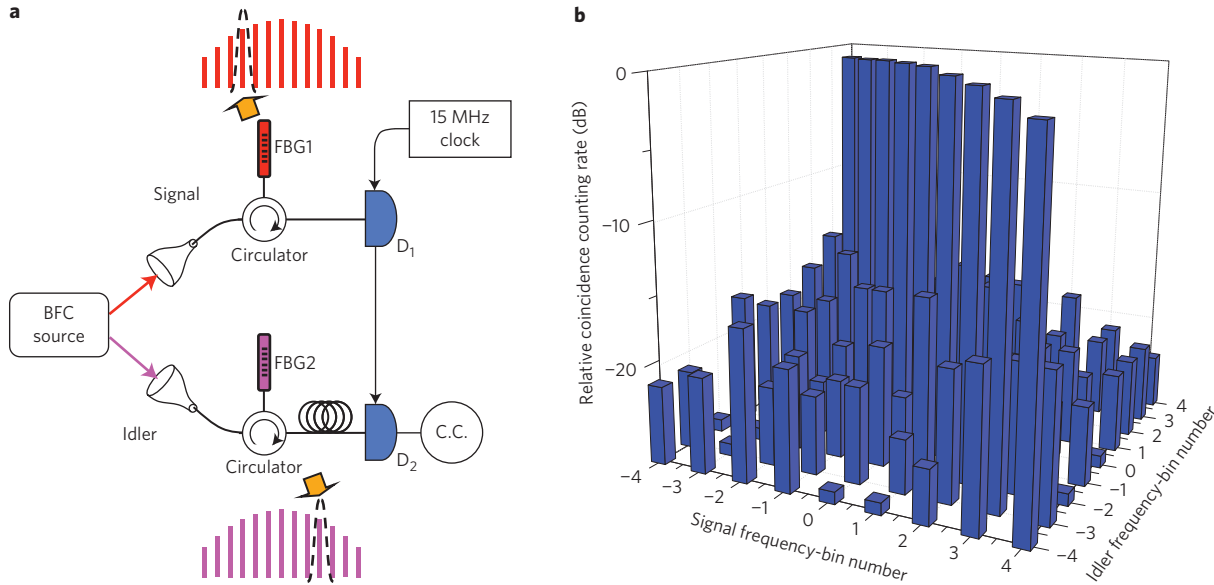 a
FBG1
15 MHz
clock
Signal
Circulator
D1
BFC
source
FBG2
Idler
Circulator
D2
C.C.
b
Relative coincidence counting rate (dB)
0
−10
−20
−4
−3
−2
−1
0
1
2
3
4
Signal frequency-bin number
4
3
2
1
0
−1
−2
−3
−4
Idler frequency-bin number